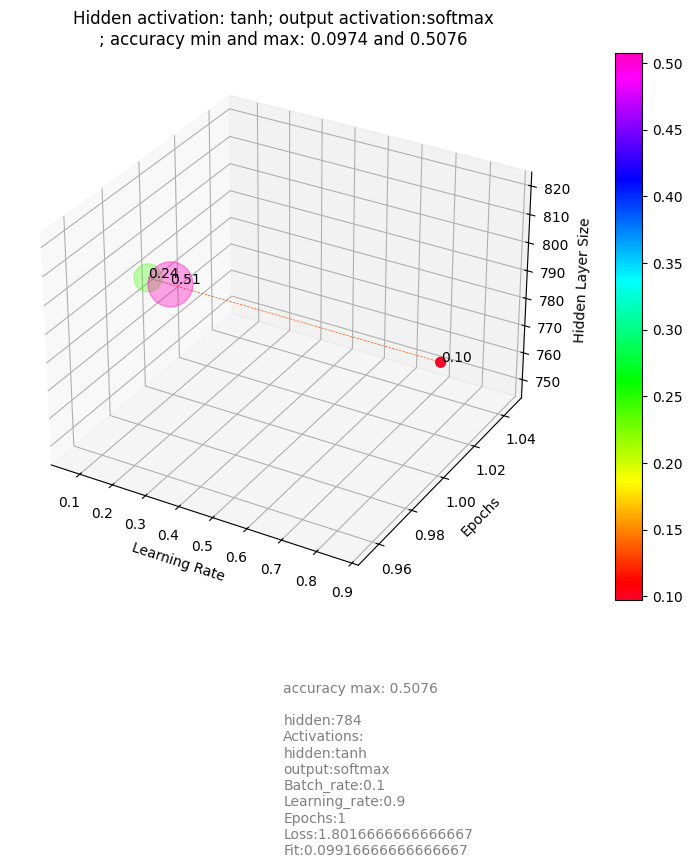 Hidden activation: tanh; output activation:softmax
; accuracy min and max: 0.0974 and 0.5076
0.50
0.45
0.40
0.35
0.30
0.25
0.20
0.15
0.10
820
810
800
790
780
770
760
750
Hidden Layer Size
0.24
0.51
0.10
1.04
1.02
1.00
0.98
0.96
Epochs
0.1
0.2
0.3
0.4
0.5
0.6
0.7
0.8
0.9
Learning Rate
accuracy max: 0.5076
hidden:784
Activations:
hidden:tanh
output:softmax
Batch_rate:0.1
Learning_rate:0.9
Epochs:1
Loss:1.8016666666666667
Fit:0.09916666666666667